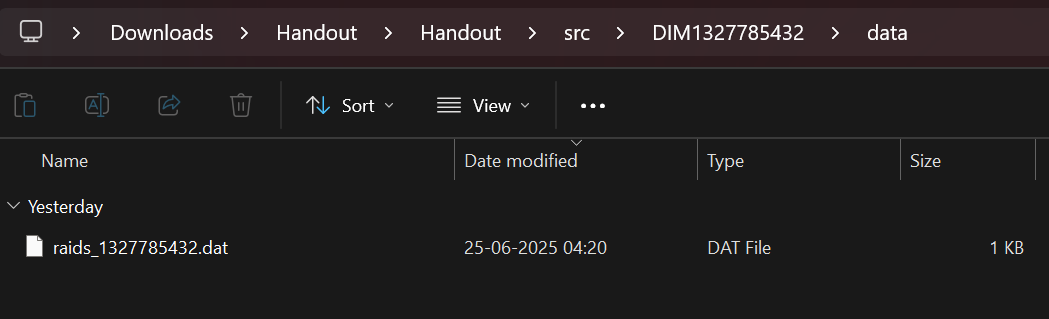 Downloads > Handout > Handout > src > DIM1327785432 > data
Sort View
Name Date modified Type Size
Yesterday
raids_1327785432.dat 25-06-2025 04:20 DAT File 1 KB